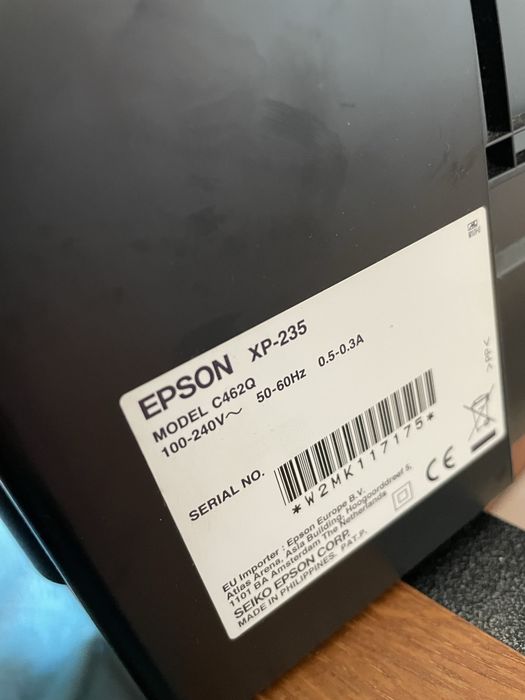 EPSON XP-235
MODEL C462Q
100-240V~ 50-60Hz 0.5-0.3A
SERIAL NO.
*W2MK117175*
EU Importer : Epson Europe B.V.
Atlas Arena, Asia Building, Hoogoorddreef 5,
1101 BA Amsterdam The Netherlands
SEIKO EPSON CORP.
MADE IN PHILIPPINES. PAT.P.
CE
>PP<